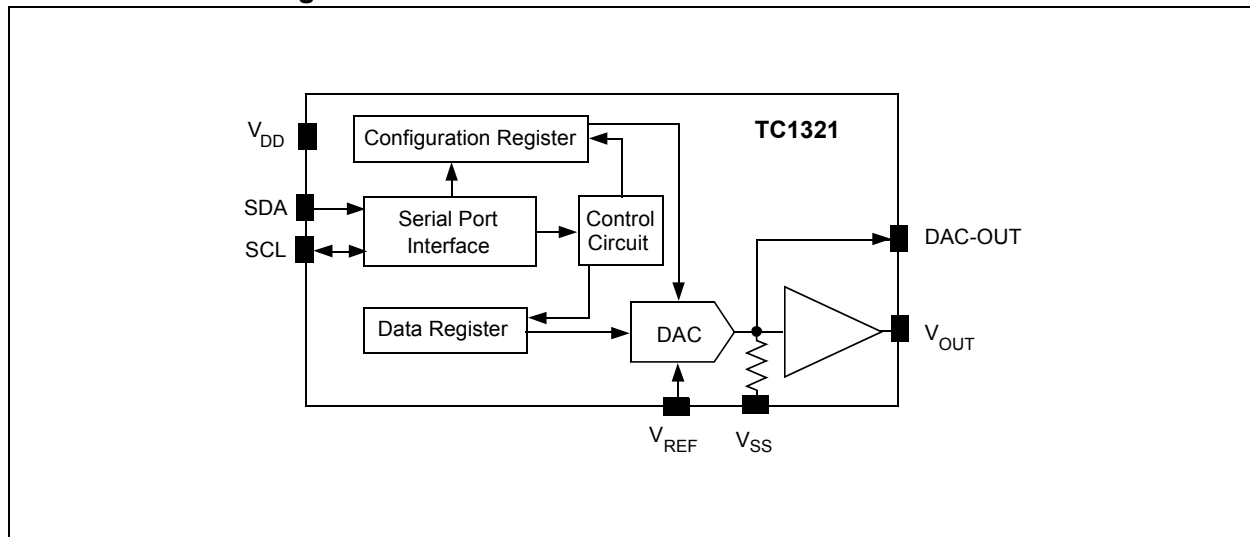 V_DD
Configuration Register
TC1321
SDA
Serial Port
Interface
Control
Circuit
SCL
DAC-OUT
Data Register
DAC
V_OUT
V_REF
V_SS